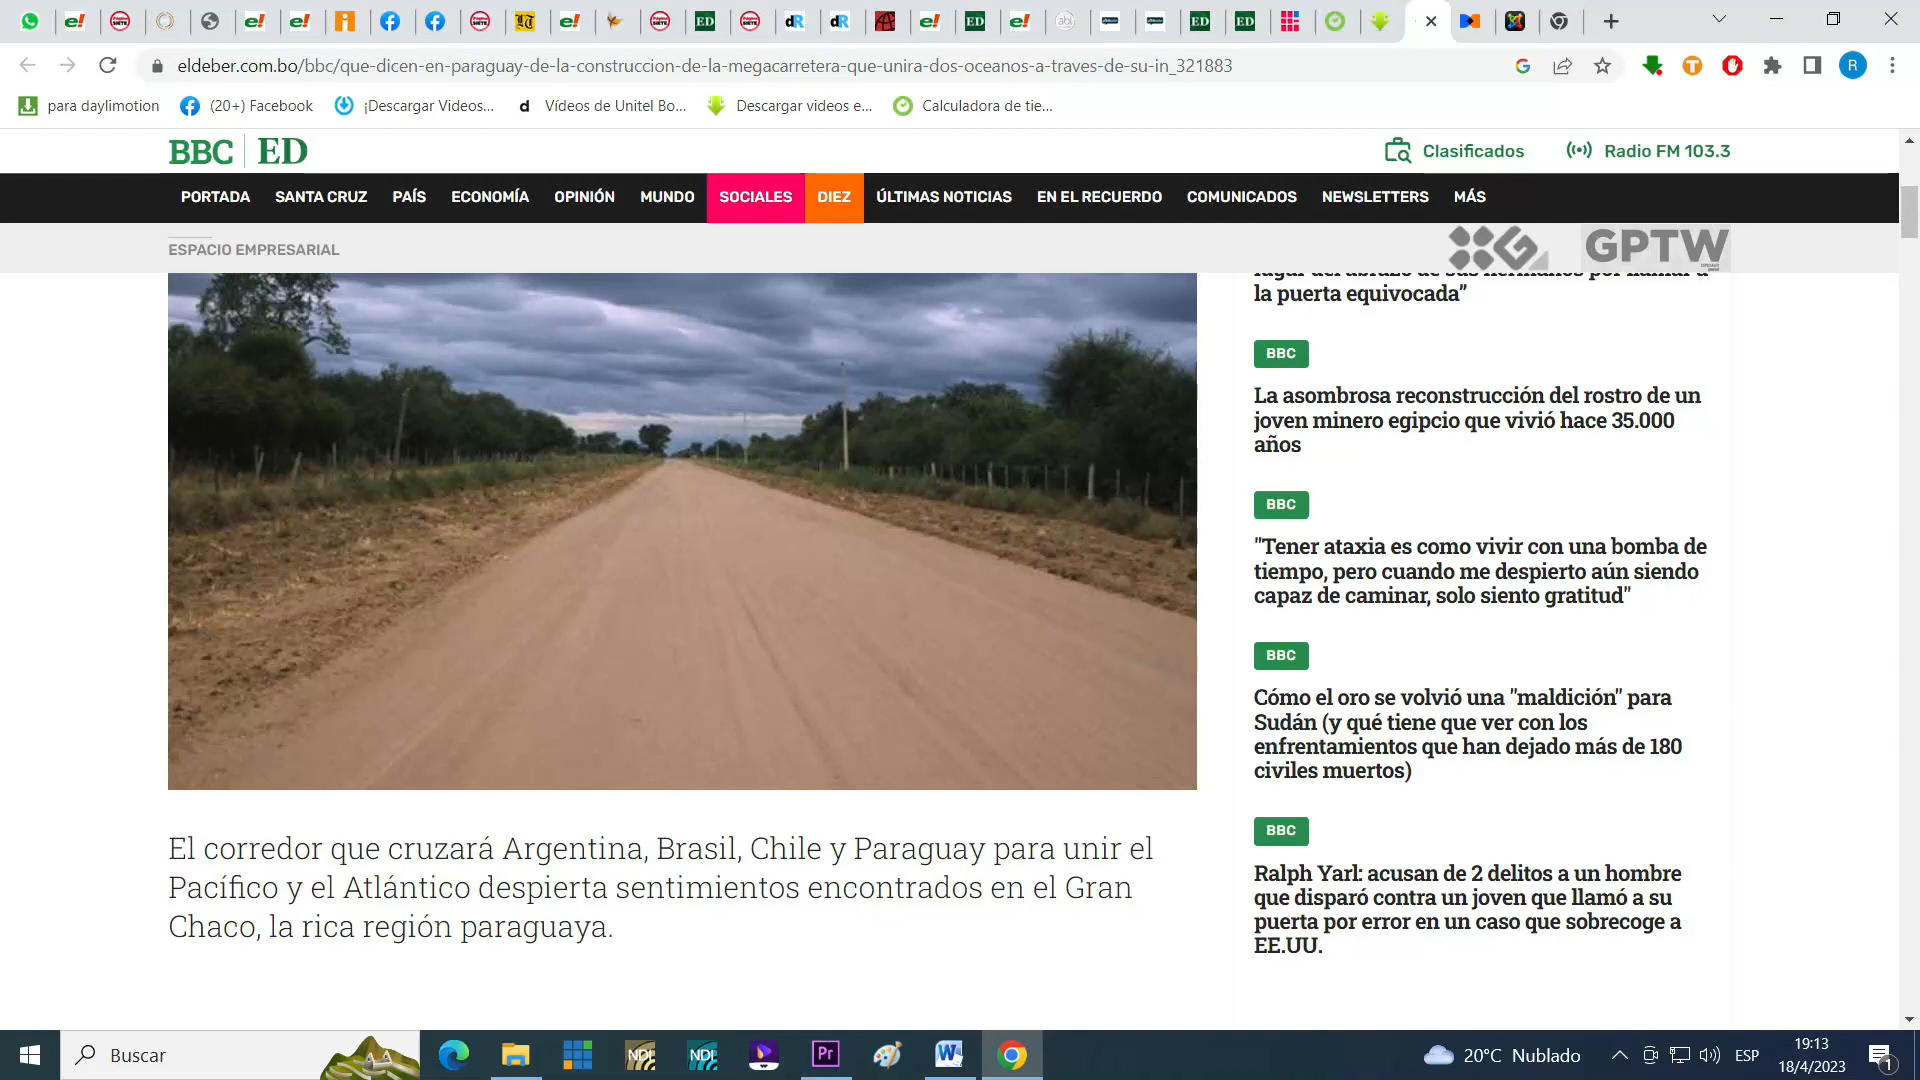 eldeber.com.bo/bbc/que-dicen-en-paraguay-de-la-construccion-de-la-megacarretera-que-unira-dos-oceanos-a-traves-de-su-in_321883
para daylimotion
(20+) Facebook
¡Descargar Videos...
Vídeos de Unitel Bo...
Descargar videos e...
Calculadora de tie...
BBC ED
Clasificados
Radio FM 103.3
PORTADA SANTA CRUZ PAÍS ECONOMÍA OPINIÓN MUNDO SOCIALES DIEZ ÚLTIMAS NOTICIAS EN EL RECUERDO COMUNICADOS NEWSLETTERS MÁS
ESPACIO EMPRESARIAL
GPTW
El corredor que cruzará Argentina, Brasil, Chile y Paraguay para unir el
Pacífico y el Atlántico despierta sentimientos encontrados en el Gran
Chaco, la rica región paraguaya.
lugar del abrazo de sus hermanos por llamar a
la puerta equivocada”
BBC
La asombrosa reconstrucción del rostro de un
joven minero egipcio que vivió hace 35.000
años
BBC
"Tener ataxia es como vivir con una bomba de
tiempo, pero cuando me despierto aún siendo
capaz de caminar, solo siento gratitud"
BBC
Cómo el oro se volvió una "maldición" para
Sudán (y qué tiene que ver con los
enfrentamientos que han dejado más de 180
civiles muertos)
BBC
Ralph Yarl: acusan de 2 delitos a un hombre
que disparó contra un joven que llamó a su
puerta por error en un caso que sobrecoge a
EE.UU.
Buscar
20°C Nublado
ESP
19:13
18/4/2023
1